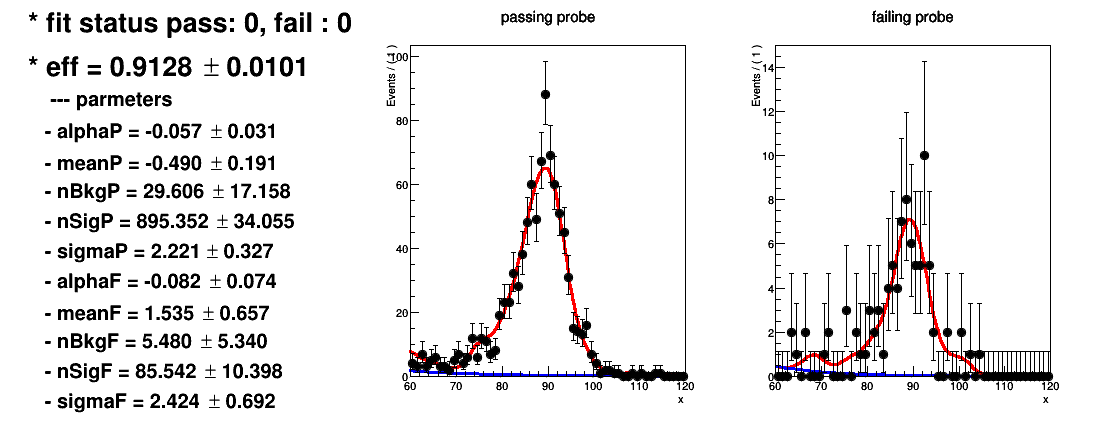 * fit status pass: 0, fail : 0
* eff = 0.9128 ± 0.0101
--- parmeters
- alphaP = -0.057 ± 0.031
- meanP = -0.490 ± 0.191
- nBkgP = 29.606 ± 17.158
- nSigP = 895.352 ± 34.055
- sigmaP = 2.221 ± 0.327
- alphaF = -0.082 ± 0.074
- meanF = 1.535 ± 0.657
- nBkgF = 5.480 ± 5.340
- nSigF = 85.542 ± 10.398
- sigmaF = 2.424 ± 0.692
passing probe
Events / ( 1 )
100
80
60
40
20
0
60 70 80 90 100 110 120
x
failing probe
Events / ( 1 )
14
12
10
8
6
4
2
0
60 70 80 90 100 110 120
x